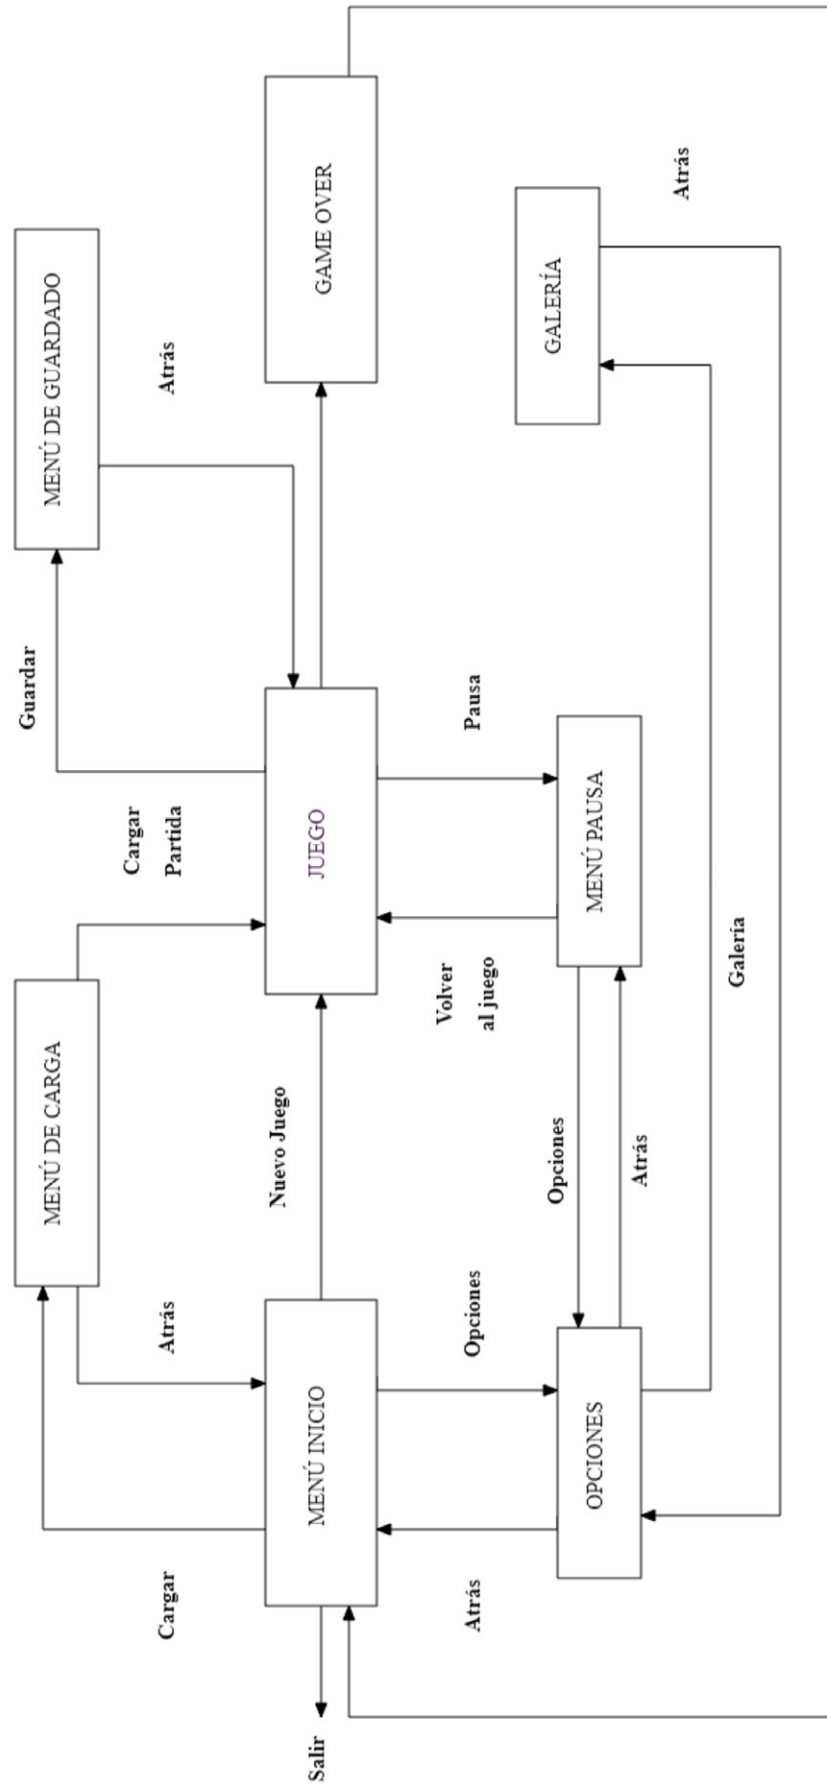 Cargar
MENÚ DE CARGA
Cargar
Partida
Guardar
MENÚ DE GUARDADO
Atrás
Atrás
Salir
MENÚ INICIO
Nuevo Juego
JUEGO
GAME OVER
Atrás
Opciones
Volver
al juego
Pausa
OPCIONES
Opciones
Atrás
MENÚ PAUSA
GALERÍA
Galería
Atrás